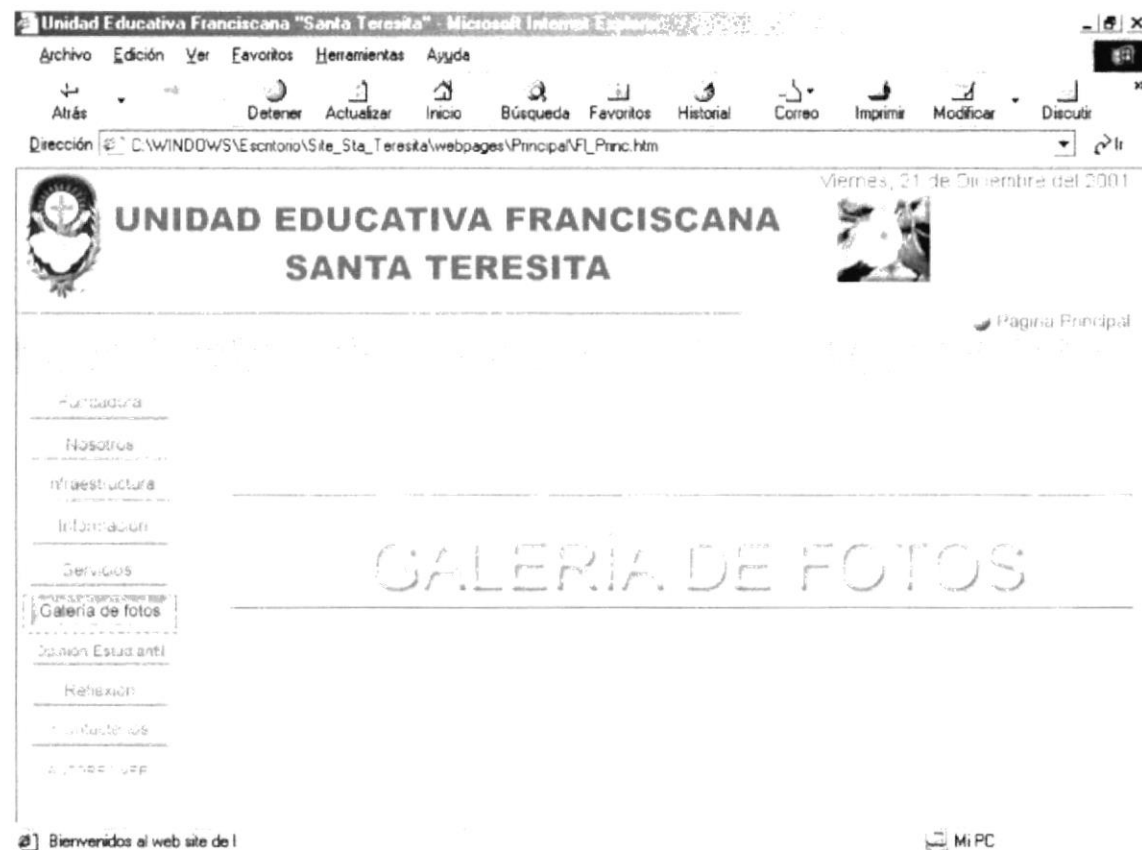 Unidad Educativa Franciscana "Santa Teresita" - Microsoft Internet Explorer
Archivo Edición Ver Favoritos Herramientas Ayuda
Atrás Detener Actualizar Inicio Búsqueda Favoritos Historial Correo Imprimir Modificar Discutir
Dirección C:\WINDOWS\Escritorio\Site_Sta_Teresita\webpages\Principal\Fl_Princ.htm Ir
Viernes, 21 de Diciembre del 2001
UNIDAD EDUCATIVA FRANCISCANA
SANTA TERESITA
Pagina Principal
Fundadora
Nosotros
Infraestructura
Información
Servicios
GALERÍA DE FOTOS
Galería de fotos
Opinión Estudiantil
Reflexión
Contáctenos
Bienvenidos al web site de l Mi PC